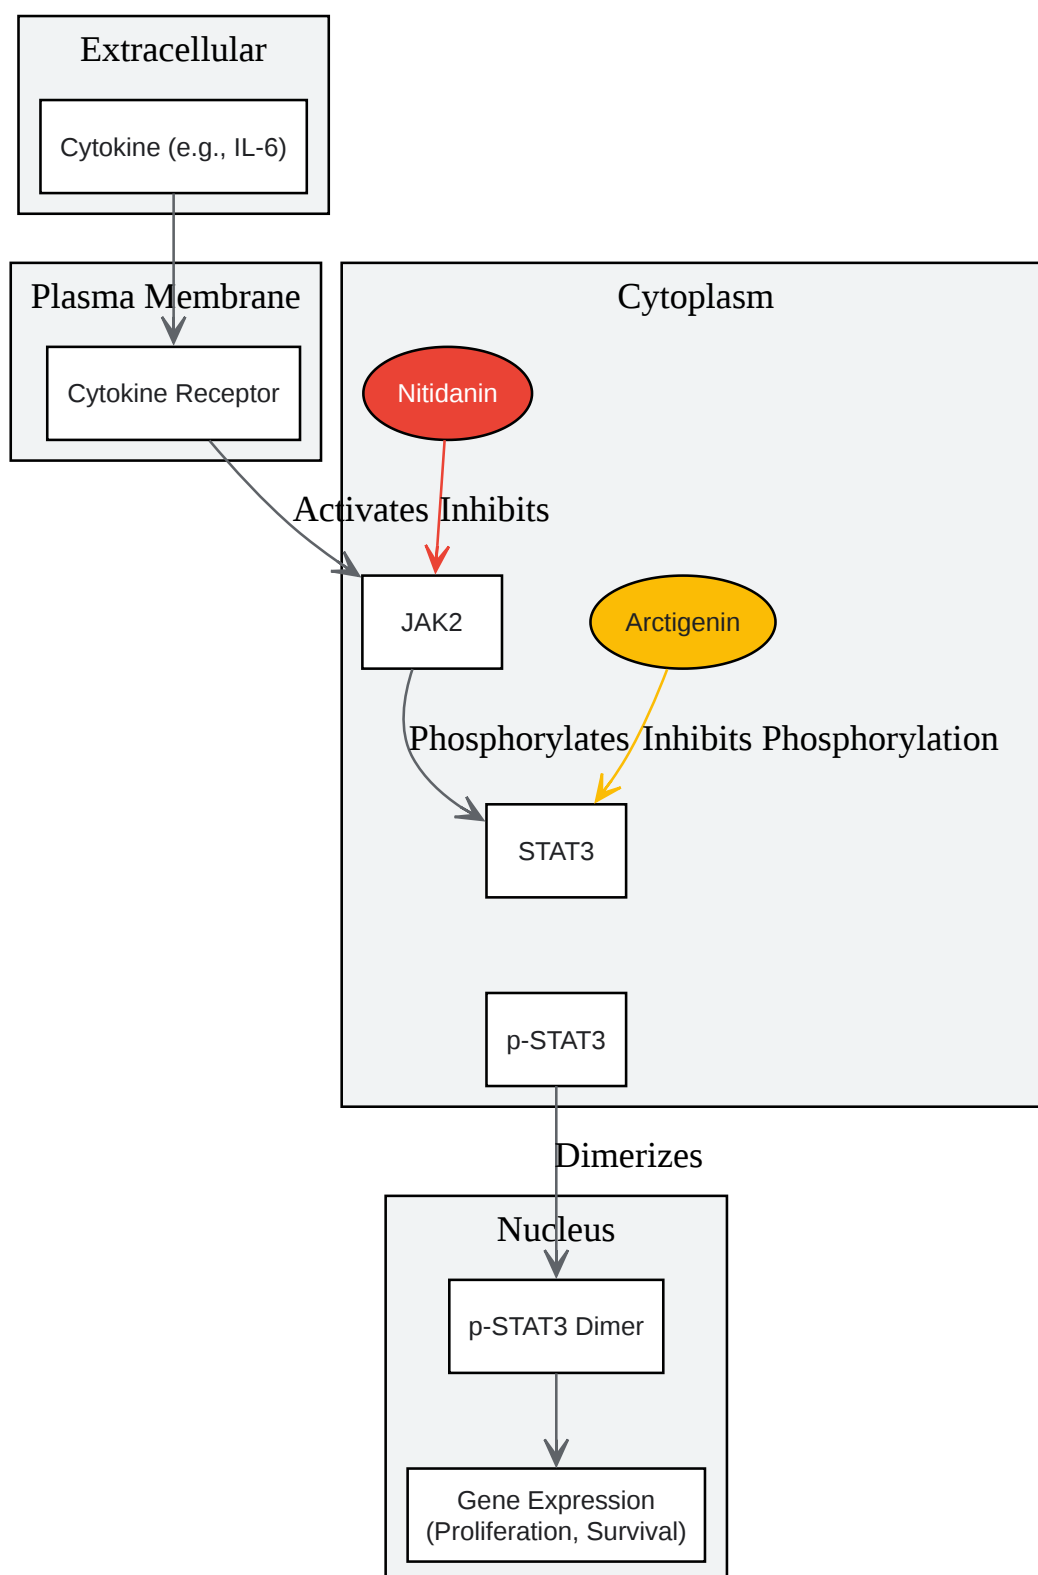 Extracellular
Cytokine (e.g., IL-6)
Plasma Membrane
Cytokine Receptor
Cytoplasm
Nitidanin
Activates
Inhibits
JAK2
Arctigenin
Phosphorylates
Inhibits Phosphorylation
STAT3
p-STAT3
Dimerizes
Nucleus
p-STAT3 Dimer
Gene Expression
(Proliferation, Survival)